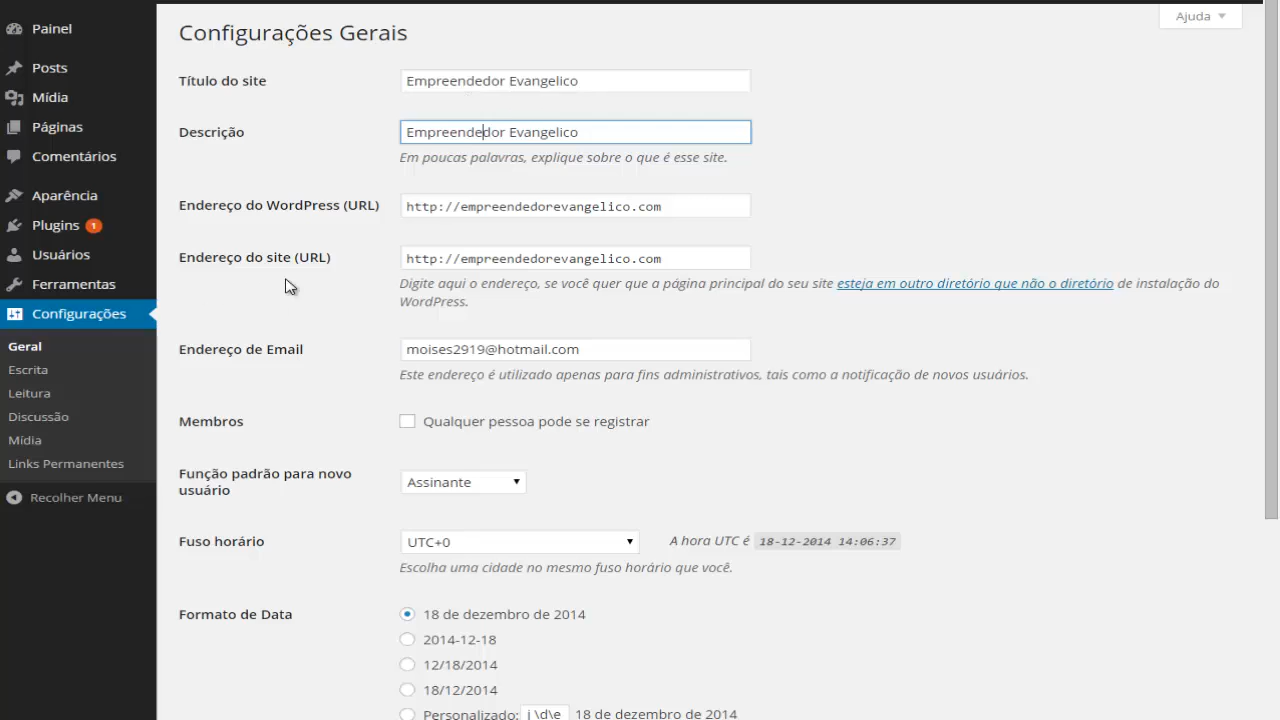 Ajuda
Painel
Posts
Mídia
Páginas
Comentários
Aparência
Plugins 1
Usuários
Ferramentas
Configurações
Geral
Escrita
Leitura
Discussão
Mídia
Links Permanentes
Recolher Menu
Configurações Gerais
Título do site Empreendedor Evangelico
Descrição Empreendedor Evangelico
Em poucas palavras, explique sobre o que é esse site.
Endereço do WordPress (URL) http://empreendedorevangelico.com
Endereço do site (URL) http://empreendedorevangelico.com
Digite aqui o endereço, se você quer que a página principal do seu site esteja em outro diretório que não o diretório de instalação do
WordPress.
Endereço de Email moises2919@hotmail.com
Este endereço é utilizado apenas para fins administrativos, tais como a notificação de novos usuários.
Membros Qualquer pessoa pode se registrar
Função padrão para novo
usuário Assinante
Fuso horário UTC+0 A hora UTC é 18-12-2014 14:06:37
Escolha uma cidade no mesmo fuso horário que você.
Formato de Data 18 de dezembro de 2014
2014-12-18
12/18/2014
18/12/2014
Personalizado: j \d\e 18 de dezembro de 2014